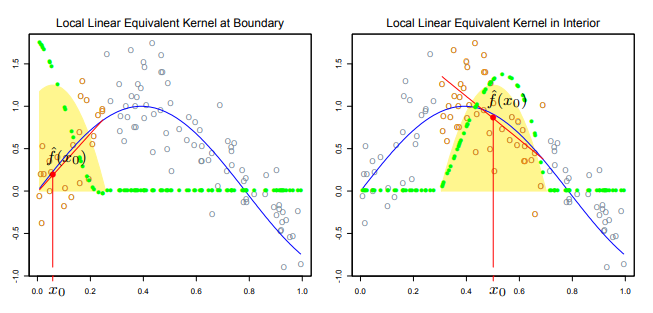 Local Linear Equivalent Kernel at Boundary
1.5
1.0
0.5
0.0
-0.5
-1.0
f̂(x₀)
0.0 x₀ 0.2 0.4 0.6 0.8 1.0
Local Linear Equivalent Kernel in Interior
1.5
1.0
0.5
0.0
-0.5
-1.0
f̂(x₀)
0.0 0.2 0.4 x₀ 0.6 0.8 1.0